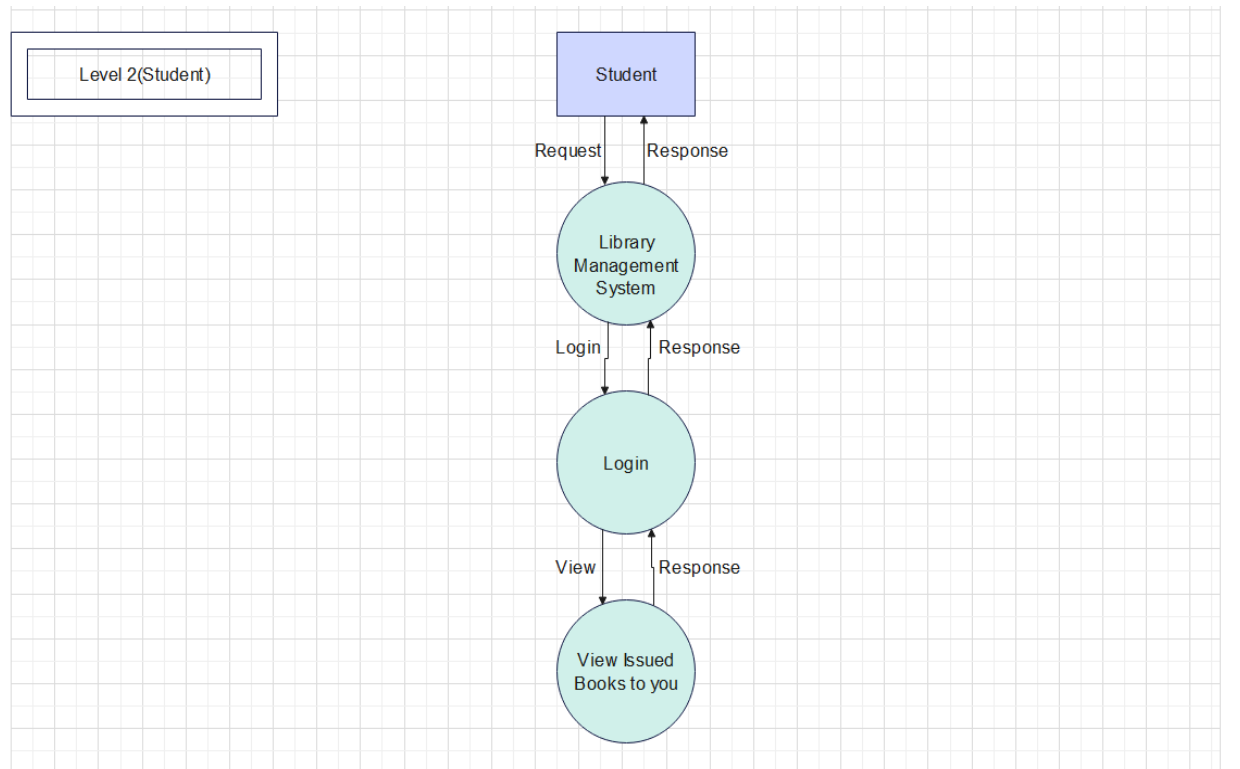 Level 2(Student)
Student
Request
Response
Library
Management
System
Login
Response
Login
View
Response
View Issued
Books to you